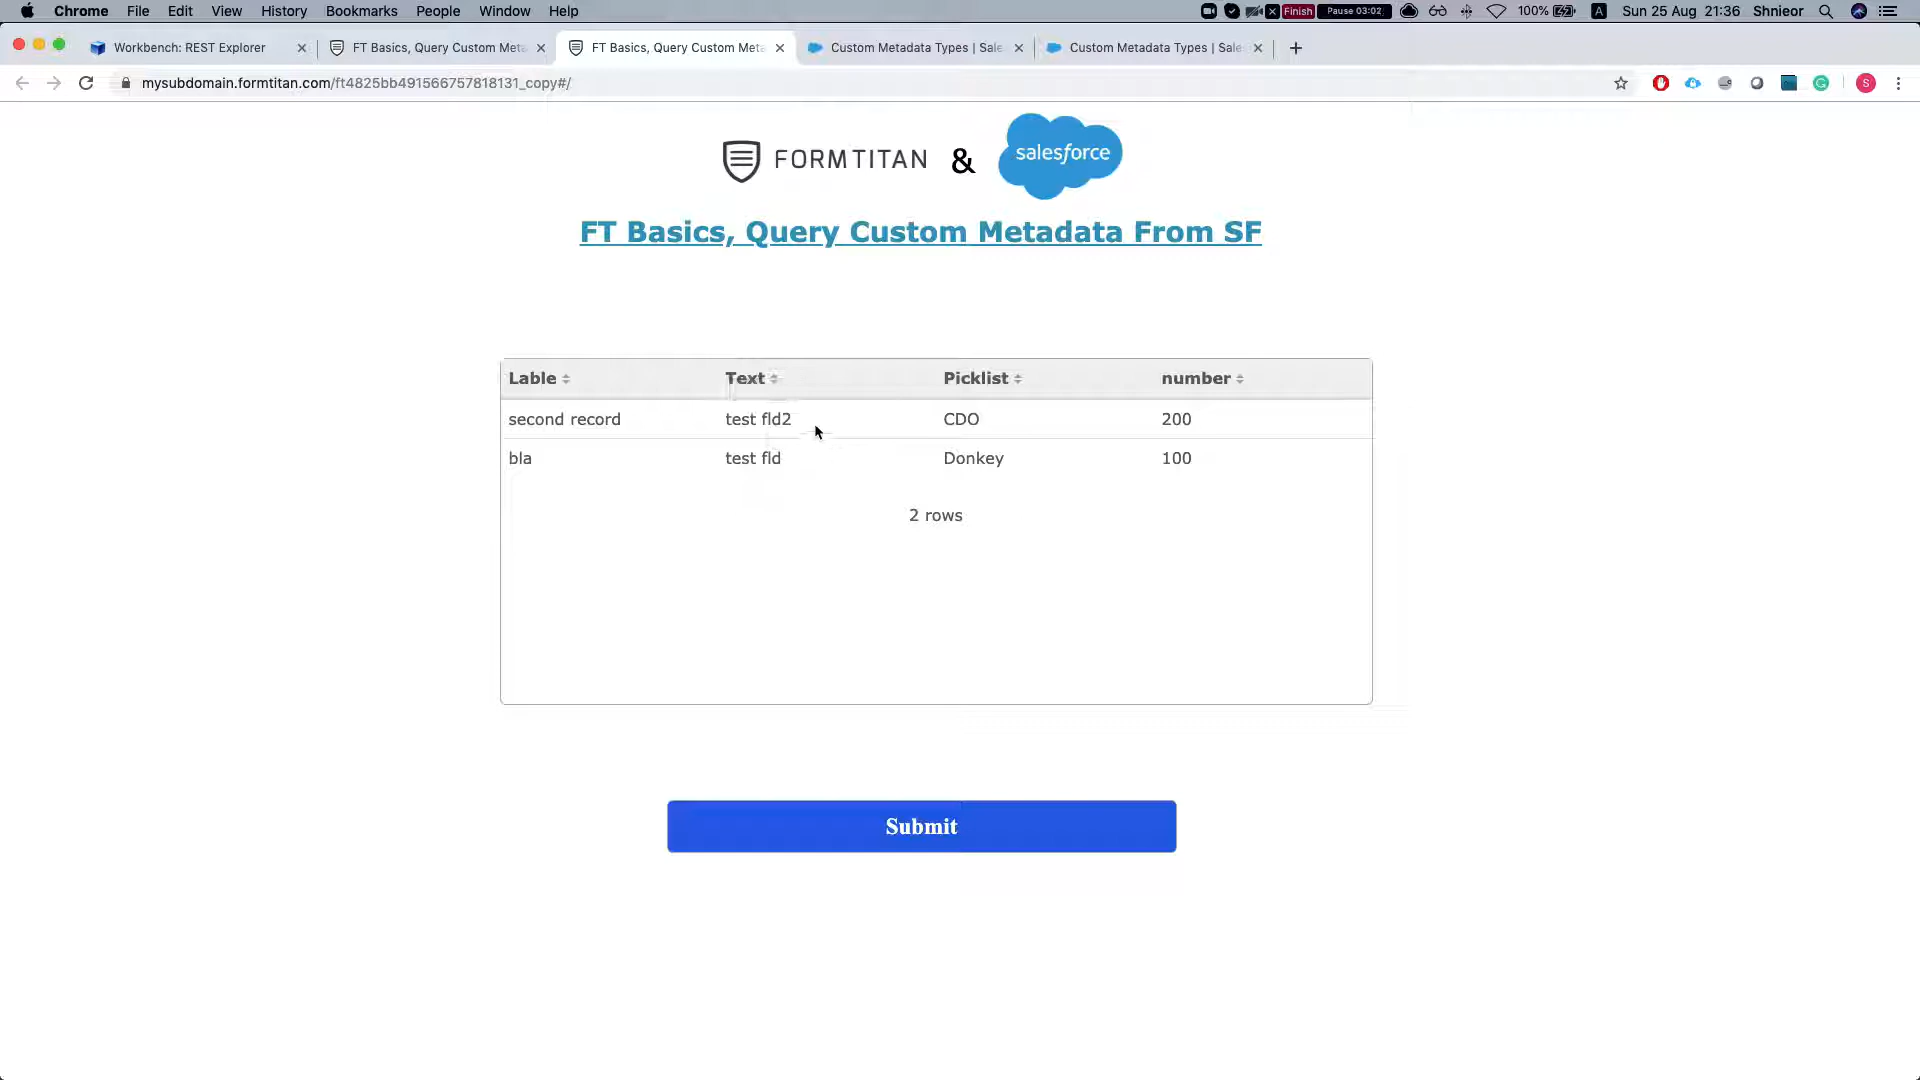 Chrome File Edit View History Bookmarks People Window Help Finish Pause 03:02 100% A Sun 25 Aug 21:36 Shnieor
Workbench: REST Explorer FT Basics, Query Custom Meta FT Basics, Query Custom Meta Custom Metadata Types | Sale Custom Metadata Types | Sale
mysubdomain.formtitan.com/ft4825bb491566757818131_copy#/ S
FORMTITAN & salesforce
FT Basics, Query Custom Metadata From SF
Lable Text Picklist number
second record test fld2 CDO 200
bla test fld Donkey 100
2 rows
Submit